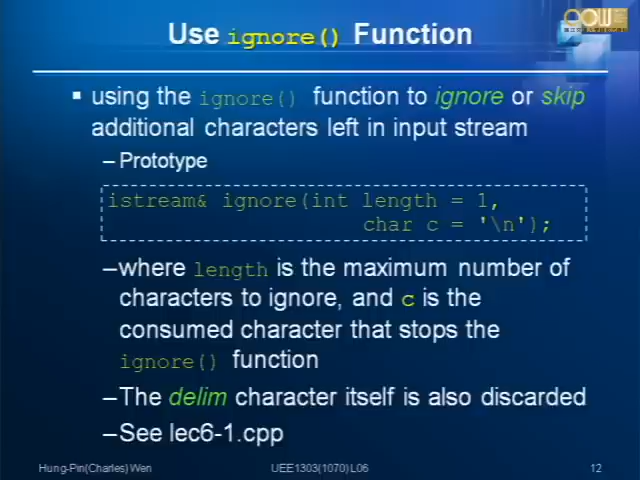 Use ignore() Function
▪ using the ignore() function to ignore or skip
additional characters left in input stream
– Prototype
istream& ignore(int length = 1,
char c = '\n');
–where length is the maximum number of
characters to ignore, and c is the
consumed character that stops the
ignore() function
–The delim character itself is also discarded
–See lec6-1.cpp
Hung-Pin(Charles) Wen UEE1303(1070) L06 12